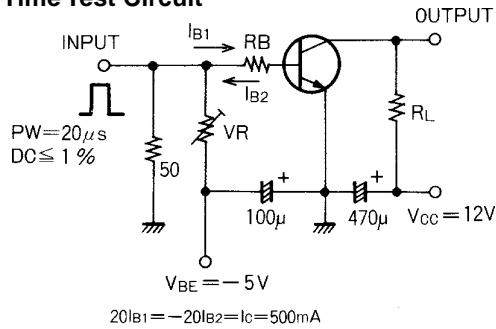 Time Test Circuit
OUTPUT
INPUT
IB1
RB
IB2
RL
VR
PW=20μs
DC≦1%
50
100μ
470μ
VCC=12V
VBE=−5V
20IB1=−20IB2=IC=500mA